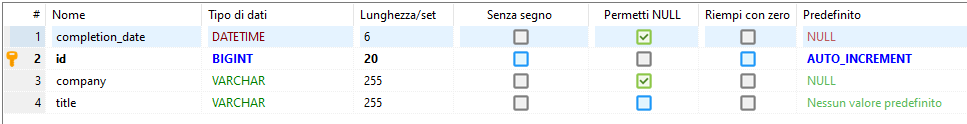 # Nome Tipo di dati Lunghezza/set Senza segno Permetti NULL Riempi con zero Predefinito
1 completion_date DATETIME 6 NULL
2 id BIGINT 20 AUTO_INCREMENT
3 company VARCHAR 255 NULL
4 title VARCHAR 255 Nessun valore predefinito